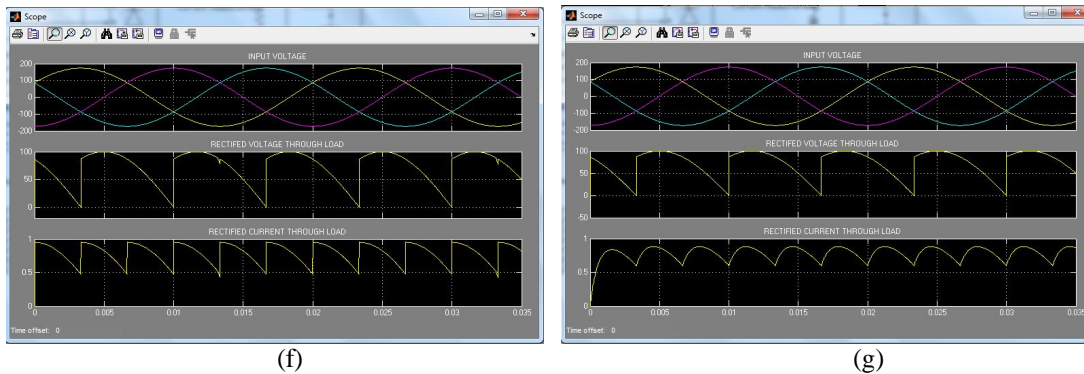 Scope
INPUT VOLTAGE
200
100
0
-100
-200
RECTIFED VOLTAGE THROUGH LOAD
100
50
0
RECTIFIED CURRENT THROUGH LOAD
1
0.5
0
0 0.005 0.01 0.015 0.02 0.025 0.03 0.035
Time offset: 0
(f)
Scope
INPUT VOLTAGE
200
100
0
-100
-200
RECTIFED VOLTAGE THROUGH LOAD
100
50
0
-50
RECTIFIED CURRENT THROUGH LOAD
1
0.5
0
0 0.005 0.01 0.015 0.02 0.025 0.03 0.035
Time offset: 0
(g)